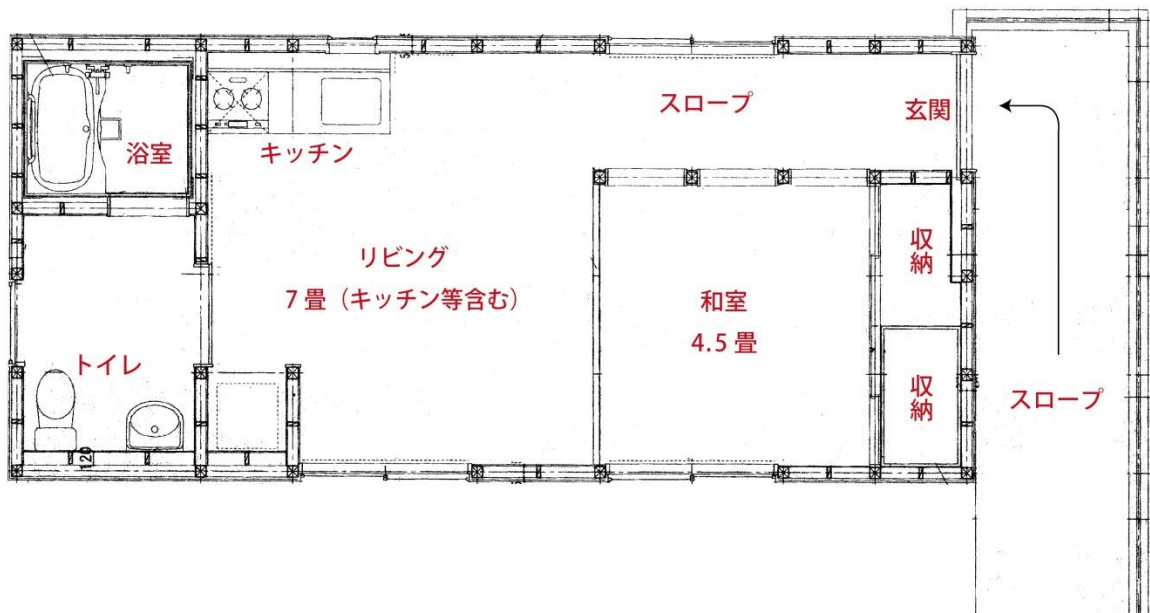 スロープ
玄関
浴室
キッチン
リビング
7 畳（キッチン等含む）
和室
4.5 畳
収納
収納
トイレ
スロープ
120